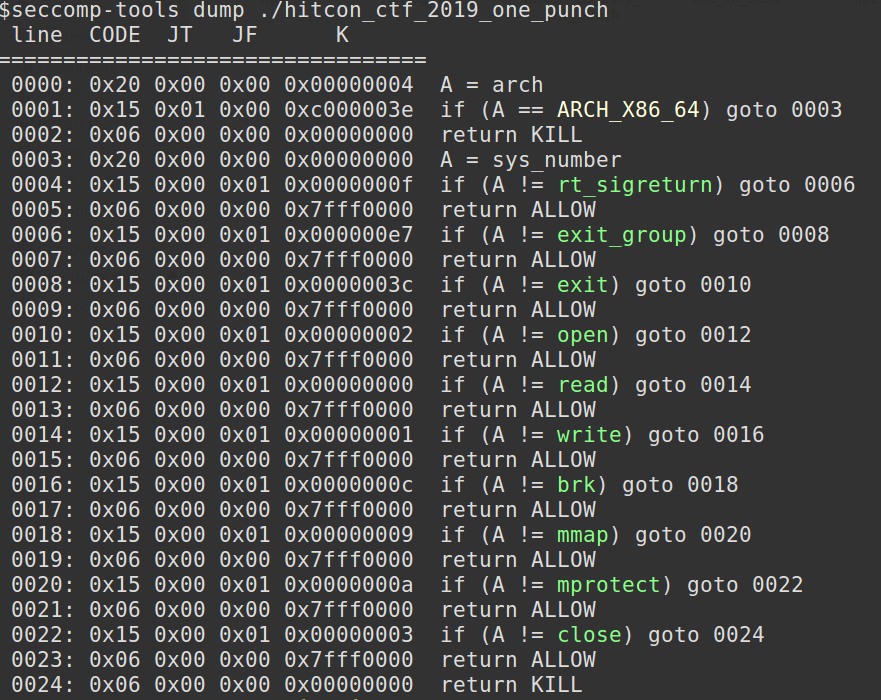 $seccomp-tools dump ./hitcon_ctf_2019_one_punch
line CODE JT JF K
=================================
0000: 0x20 0x00 0x00 0x00000004 A = arch
0001: 0x15 0x01 0x00 0xc000003e if (A == ARCH_X86_64) goto 0003
0002: 0x06 0x00 0x00 0x00000000 return KILL
0003: 0x20 0x00 0x00 0x00000000 A = sys_number
0004: 0x15 0x00 0x01 0x0000000f if (A != rt_sigreturn) goto 0006
0005: 0x06 0x00 0x00 0x7fff0000 return ALLOW
0006: 0x15 0x00 0x01 0x000000e7 if (A != exit_group) goto 0008
0007: 0x06 0x00 0x00 0x7fff0000 return ALLOW
0008: 0x15 0x00 0x01 0x0000003c if (A != exit) goto 0010
0009: 0x06 0x00 0x00 0x7fff0000 return ALLOW
0010: 0x15 0x00 0x01 0x00000002 if (A != open) goto 0012
0011: 0x06 0x00 0x00 0x7fff0000 return ALLOW
0012: 0x15 0x00 0x01 0x00000000 if (A != read) goto 0014
0013: 0x06 0x00 0x00 0x7fff0000 return ALLOW
0014: 0x15 0x00 0x01 0x00000001 if (A != write) goto 0016
0015: 0x06 0x00 0x00 0x7fff0000 return ALLOW
0016: 0x15 0x00 0x01 0x0000000c if (A != brk) goto 0018
0017: 0x06 0x00 0x00 0x7fff0000 return ALLOW
0018: 0x15 0x00 0x01 0x00000009 if (A != mmap) goto 0020
0019: 0x06 0x00 0x00 0x7fff0000 return ALLOW
0020: 0x15 0x00 0x01 0x0000000a if (A != mprotect) goto 0022
0021: 0x06 0x00 0x00 0x7fff0000 return ALLOW
0022: 0x15 0x00 0x01 0x00000003 if (A != close) goto 0024
0023: 0x06 0x00 0x00 0x7fff0000 return ALLOW
0024: 0x06 0x00 0x00 0x00000000 return KILL